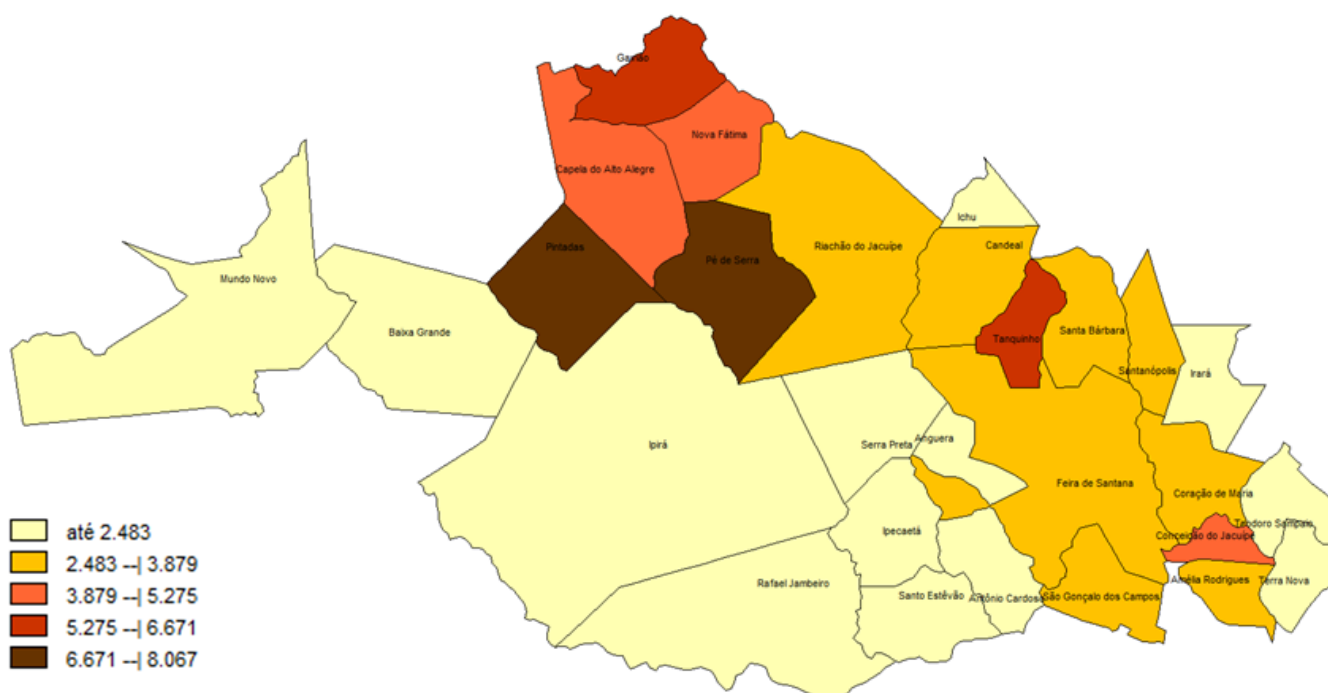 Gavião
Nova Fátima
Capela do Alto Alegre
Ichu
Pintadas
Pé de Serra
Riachão do Jacuípe
Candeal
Mundo Novo
Baixa Grande
Tanquinho
Santa Bárbara
Santanópolis
Irará
Ipirá
Serra Preta
Anguera
Feira de Santana
Coração de Maria
Ipecaetá
Teodoro Sampaio
Conceição do Jacuípe
Rafael Jambeiro
Santo Estêvão
Antônio Cardoso
São Gonçalo dos Campos
Amélia Rodrigues
Terra Nova
até 2.483
2.483 --| 3.879
3.879 --| 5.275
5.275 --| 6.671
6.671 --| 8.067